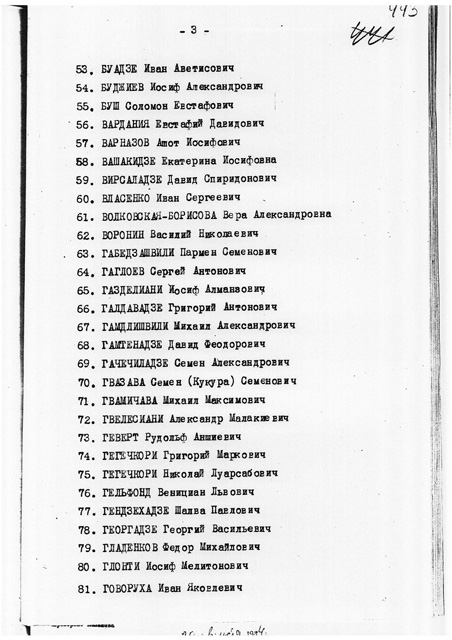 443
- 3 -
53. БУАДЗЕ Иван Аветисович
54. БУДЖИЕВ Иосиф Александрович
55. БУШ Соломон Евстафович
56. ВАРДАНИЯ Евстафий Давидович
57. ВАРНАЗОВ Ашот Иосифович
58. ВАШАКИДЗЕ Екатерина Иосифовна
59. ВИРСАЛАДЗЕ Давид Спиридонович
60. ВЛАСЕНКО Иван Сергеевич
61. ВОЛКОВСКАЯ-БОРИСОВА Вера Александровна
62. ВОРОНИН Василий Николаевич
63. ГАБЕДЗАШВИЛИ Пармен Семенович
64. ГАГЛОЕВ Сергей Антонович
65. ГАЗДЕЛИАНИ Иосиф Алмазович
66. ГАЛДАВАДЗЕ Григорий Антонович
67. ГАМДЛИШВИЛИ Михаил Александрович
68. ГАМТЕНАДЗЕ Давид Феодорович
69. ГАЧЕЧИЛАДЗЕ Семен Александрович
70. ГВАЗАВА Семен (Кукура) Семенович
71. ГВАМИЧАВА Михаил Максимович
72. ГВЕЛЕСИАНИ Александр Малакиевич
73. ГЕВЕРТ Рудольф Аншиевич
74. ГЕГЕЧКОРИ Григорий Маркович
75. ГЕГЕЧКОРИ Николай Луарсабович
76. ГЕЛЬФОНД Венициан Львович
77. ГЕНДЗЕХАДЗЕ Шалва Павлович
78. ГЕОРГАДЗЕ Георгий Васильевич
79. ГЛАДЕНКОВ Федор Михайлович
80. ГЛОНТИ Иосиф Мелитонович
81. ГОВОРУХА Иван Яковлевич